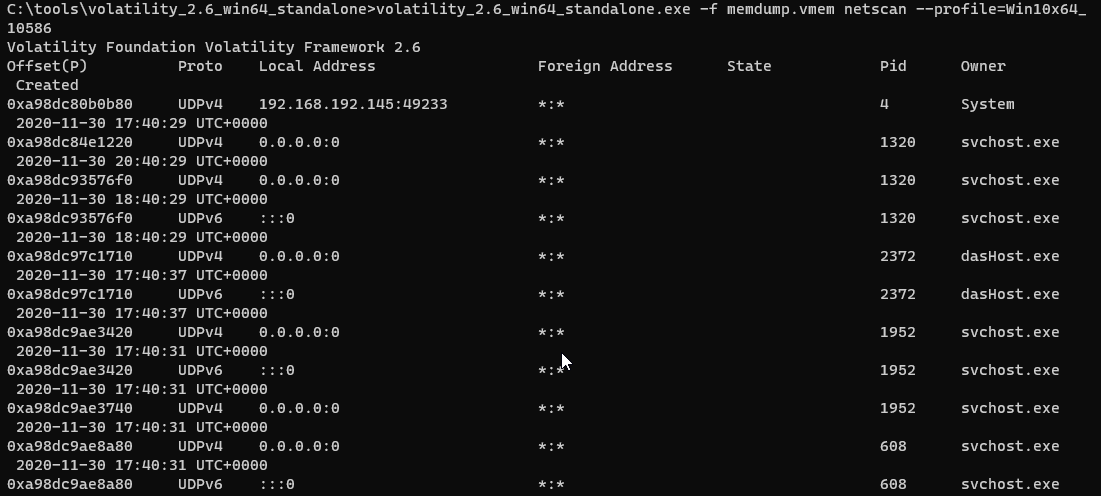 C:\tools\volatility_2.6_win64_standalone>volatility_2.6_win64_standalone.exe -f memdump.vmem netscan --profile=Win10x64_
10586
Volatility Foundation Volatility Framework 2.6
Offset(P) Proto Local Address Foreign Address State Pid Owner
Created
0xa98dc80b0b80 UDPv4 192.168.192.145:49233 *:* 4 System
2020-11-30 17:40:29 UTC+0000
0xa98dc84e1220 UDPv4 0.0.0.0:0 *:* 1320 svchost.exe
2020-11-30 20:40:29 UTC+0000
0xa98dc93576f0 UDPv4 0.0.0.0:0 *:* 1320 svchost.exe
2020-11-30 18:40:29 UTC+0000
0xa98dc93576f0 UDPv6 :::0 *:* 1320 svchost.exe
2020-11-30 18:40:29 UTC+0000
0xa98dc97c1710 UDPv4 0.0.0.0:0 *:* 2372 dasHost.exe
2020-11-30 17:40:37 UTC+0000
0xa98dc97c1710 UDPv6 :::0 *:* 2372 dasHost.exe
2020-11-30 17:40:37 UTC+0000
0xa98dc9ae3420 UDPv4 0.0.0.0:0 *:* 1952 svchost.exe
2020-11-30 17:40:31 UTC+0000
0xa98dc9ae3420 UDPv6 :::0 *:* 1952 svchost.exe
2020-11-30 17:40:31 UTC+0000
0xa98dc9ae3740 UDPv4 0.0.0.0:0 *:* 1952 svchost.exe
2020-11-30 17:40:31 UTC+0000
0xa98dc9ae8a80 UDPv4 0.0.0.0:0 *:* 608 svchost.exe
2020-11-30 17:40:31 UTC+0000
0xa98dc9ae8a80 UDPv6 :::0 *:* 608 svchost.exe